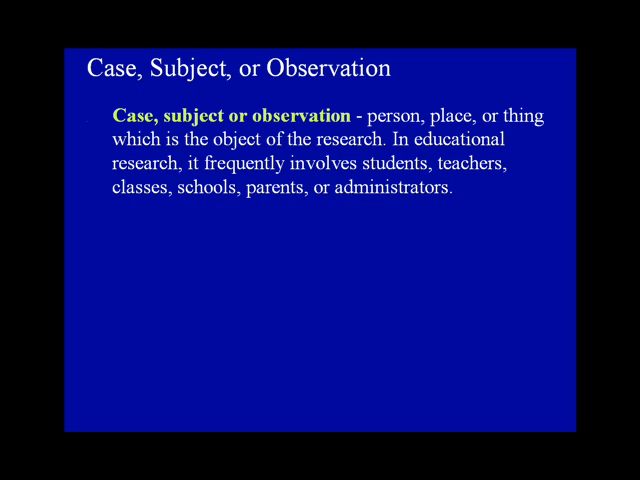 Case, Subject, or Observation
Case, subject or observation - person, place, or thing
which is the object of the research. In educational
research, it frequently involves students, teachers,
classes, schools, parents, or administrators.